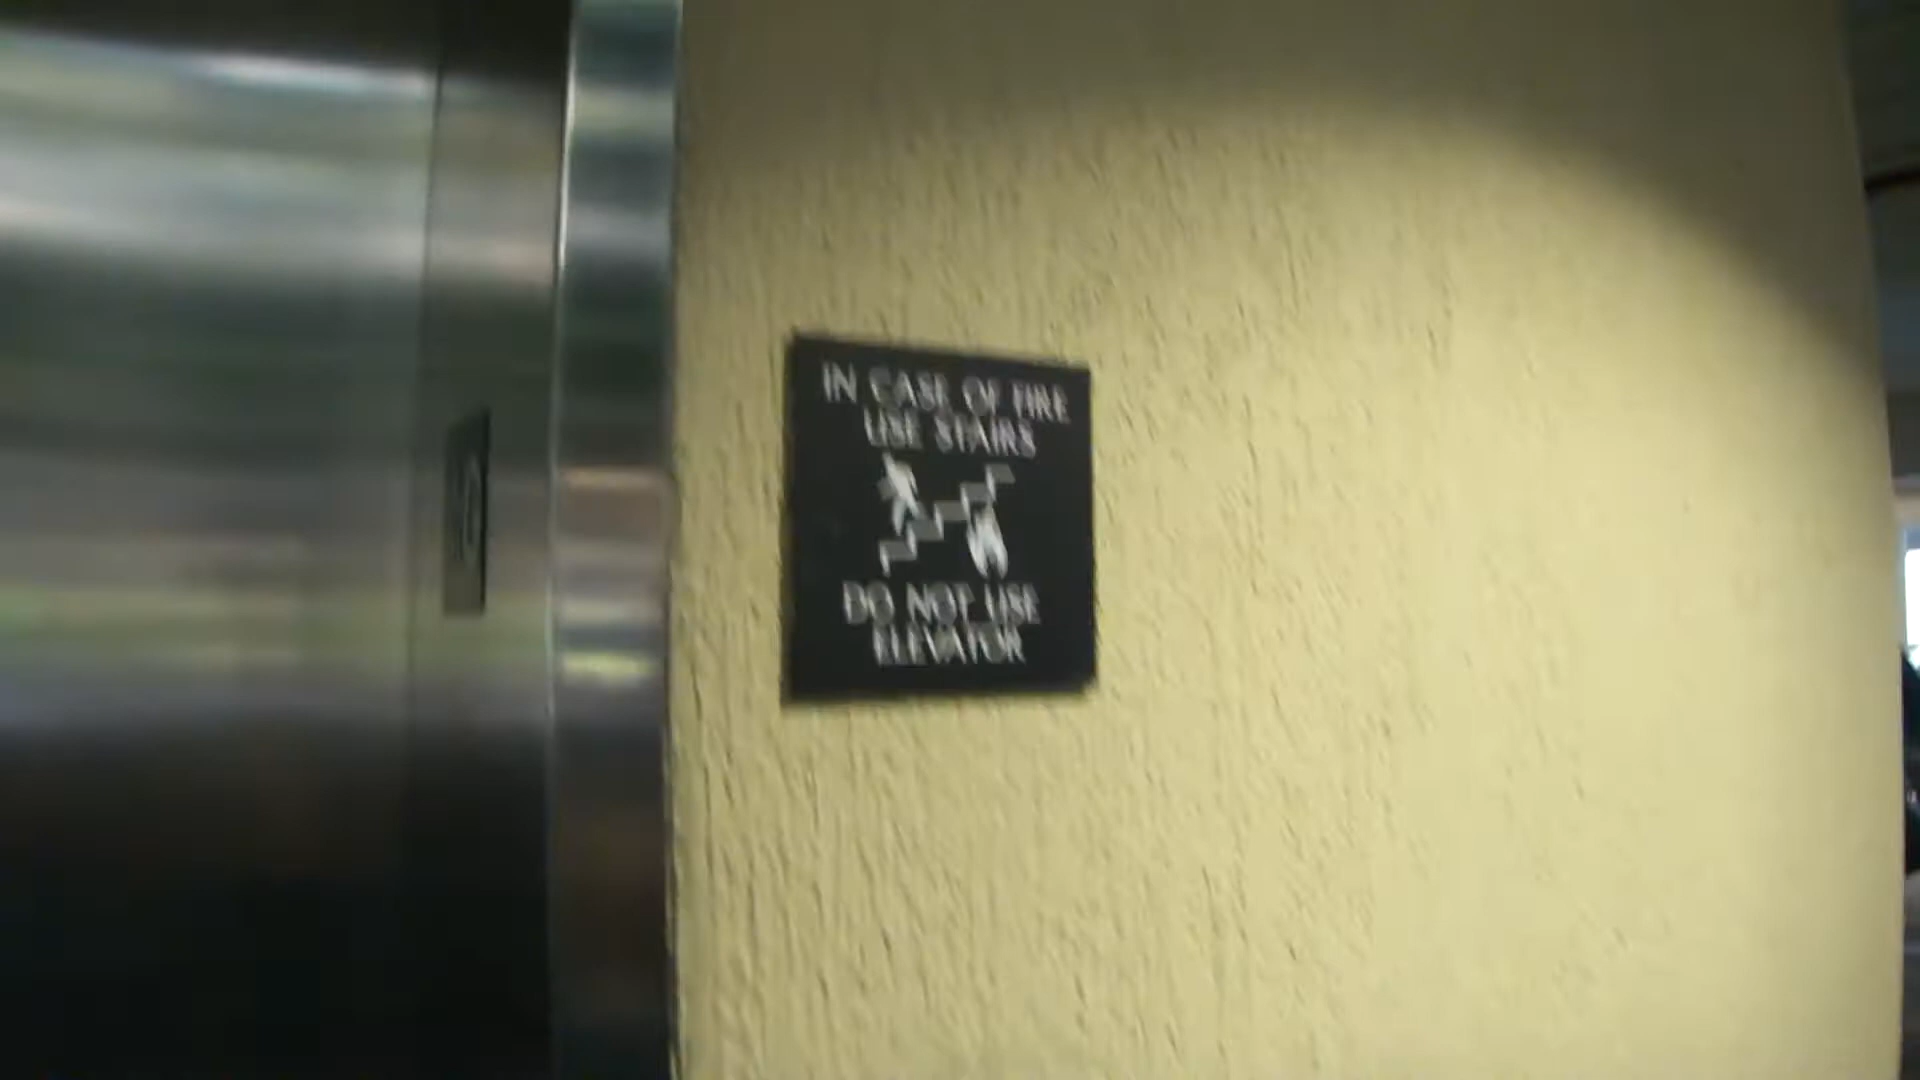 IN CASE OF FIRE
USE STAIRS
DO NOT USE
ELEVATOR